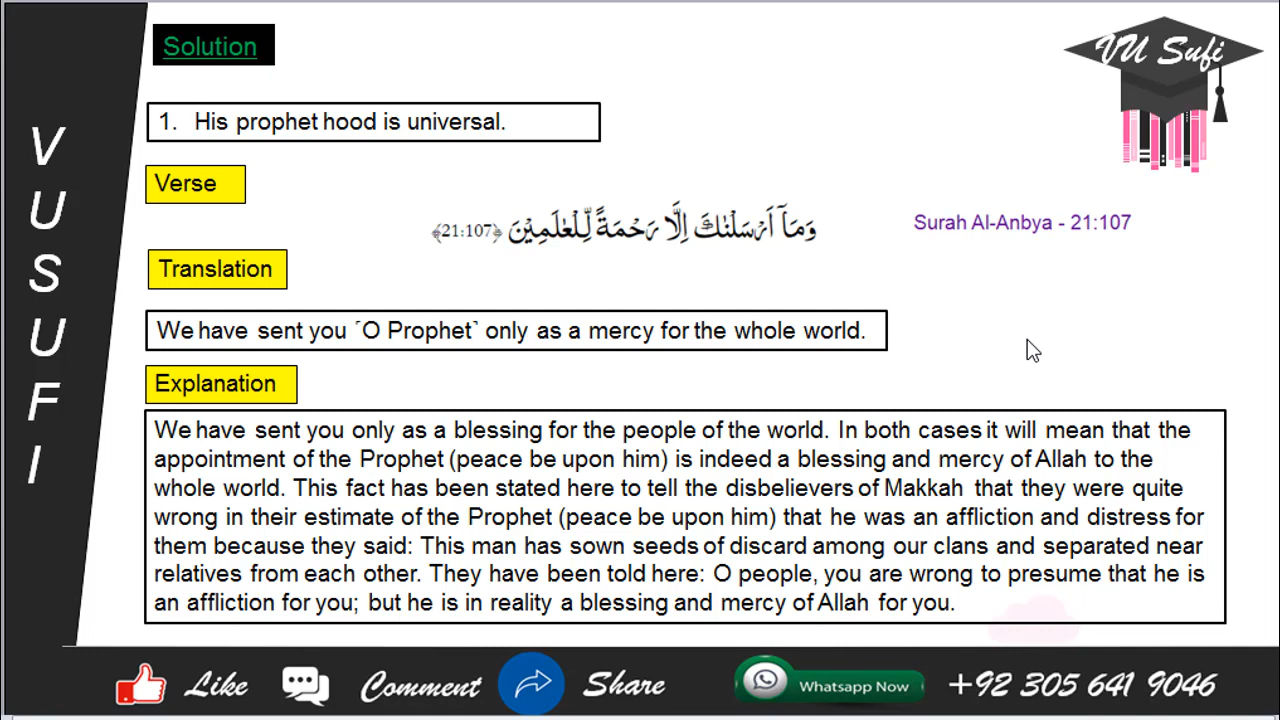 Solution
VU Sufi
1. His prophet hood is universal.
Verse
وَمَآ اَرۡسَلۡنٰكَ اِلَّا رَحۡمَةً لِّلۡعٰلَمِيۡنَ ﴿21:107﴾
Surah Al-Anbya - 21:107
Translation
We have sent you ˹O Prophet˺ only as a mercy for the whole world.
Explanation
We have sent you only as a blessing for the people of the world. In both cases it will mean that the
appointment of the Prophet (peace be upon him) is indeed a blessing and mercy of Allah to the
whole world. This fact has been stated here to tell the disbelievers of Makkah that they were quite
wrong in their estimate of the Prophet (peace be upon him) that he was an affliction and distress for
them because they said: This man has sown seeds of discard among our clans and separated near
relatives from each other. They have been told here: O people, you are wrong to presume that he is
an affliction for you; but he is in reality a blessing and mercy of Allah for you.
V
U
S
U
F
I
Like Comment Share Whatsapp Now +92 305 641 9046